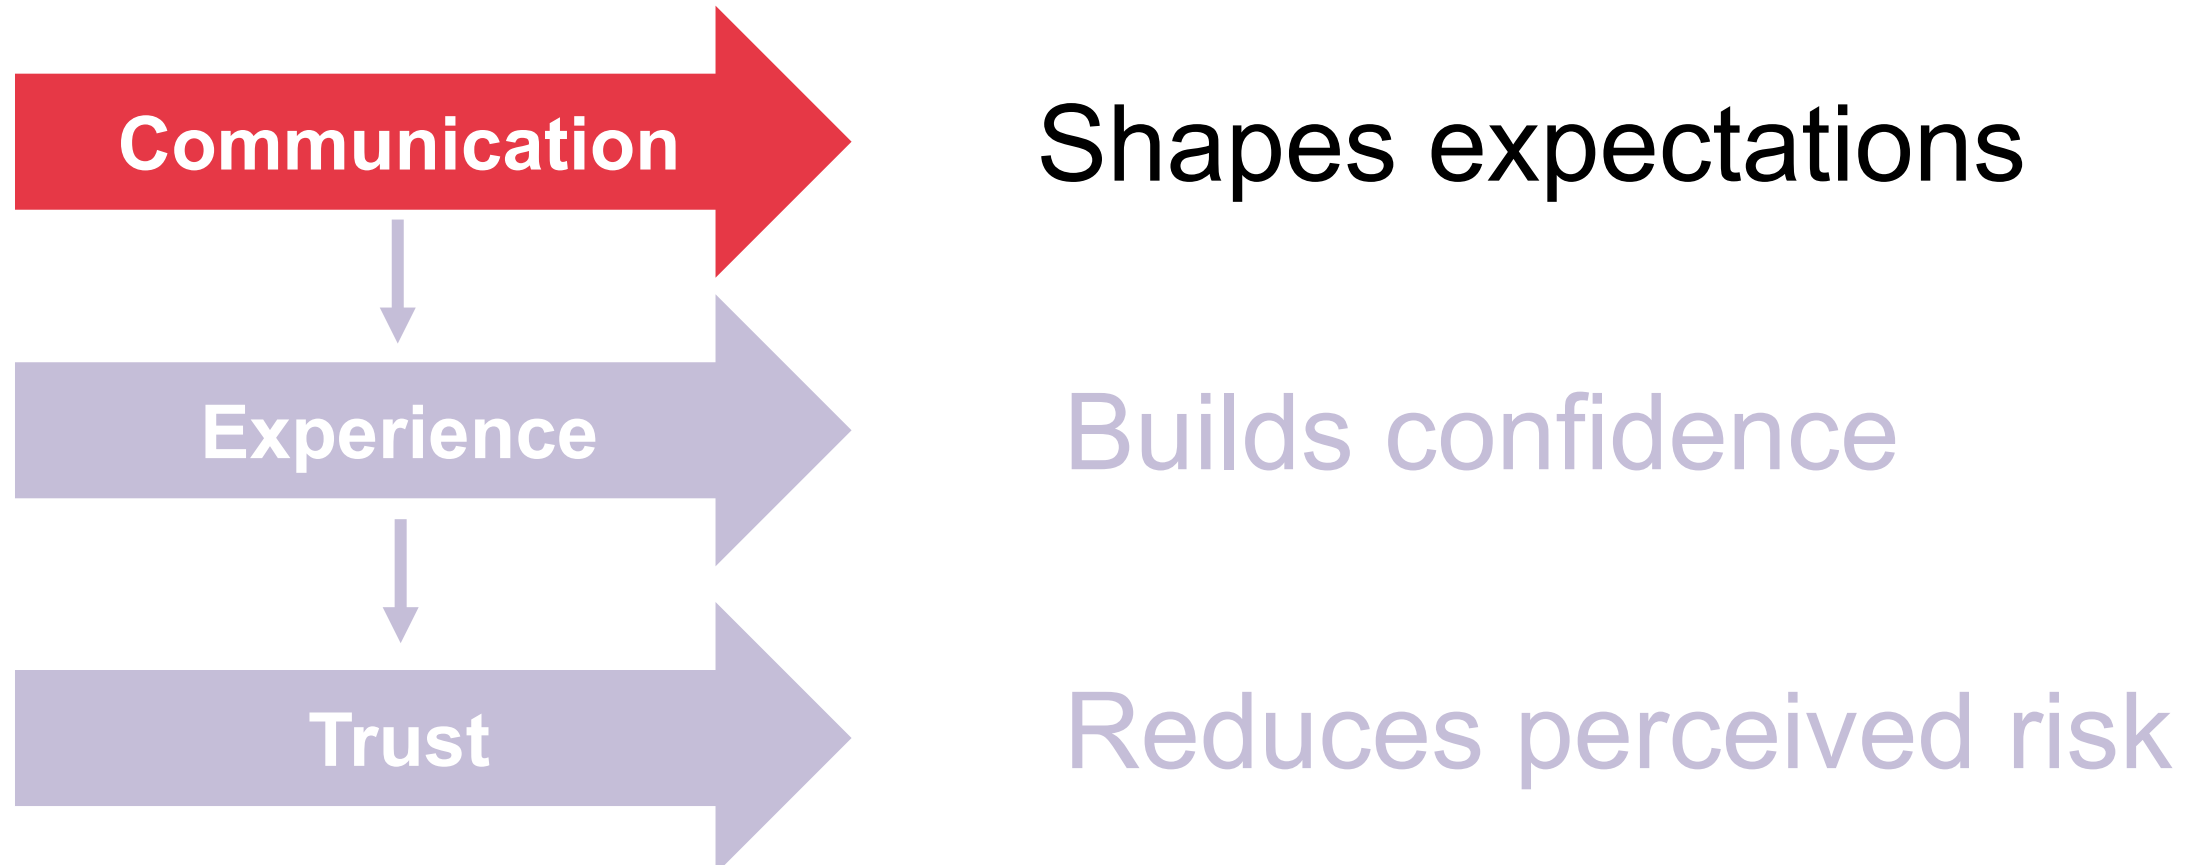 Communication
Shapes expectations
Experience
Builds confidence
Trust
Reduces perceived risk